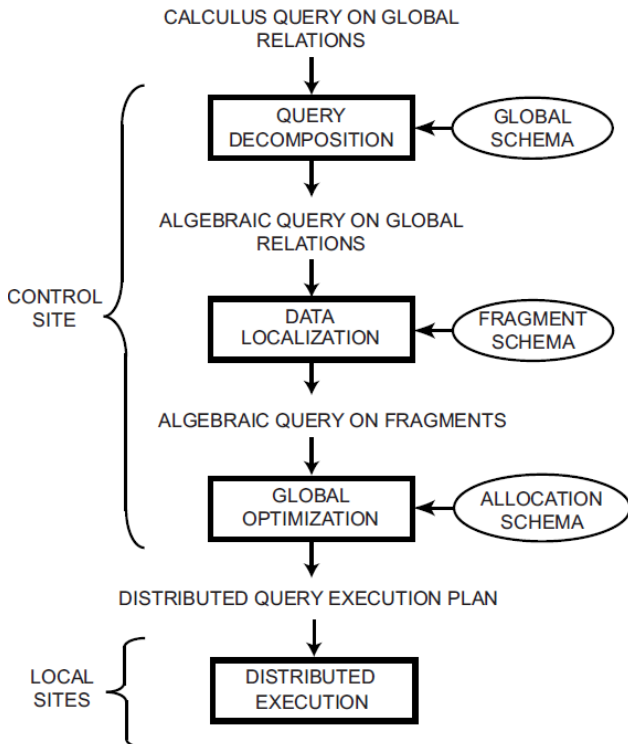 CALCULUS QUERY ON GLOBAL
RELATIONS
QUERY
DECOMPOSITION
GLOBAL
SCHEMA
ALGEBRAIC QUERY ON GLOBAL
RELATIONS
CONTROL
SITE
DATA
LOCALIZATION
FRAGMENT
SCHEMA
ALGEBRAIC QUERY ON FRAGMENTS
GLOBAL
OPTIMIZATION
ALLOCATION
SCHEMA
DISTRIBUTED QUERY EXECUTION PLAN
LOCAL
SITES
DISTRIBUTED
EXECUTION